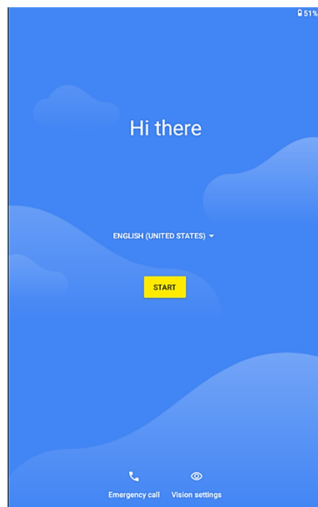 51%
Hi there
ENGLISH (UNITED STATES)
START
Emergency call
Vision settings